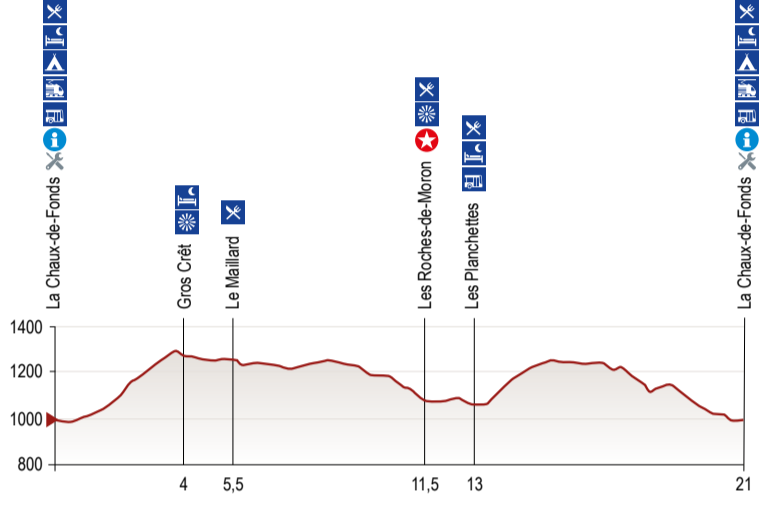 La Chaux-de-Fonds
Gros Crêt
Le Maillard
Les Roches-de-Moron
Les Planchettes
La Chaux-de-Fonds
1400
1200
1000
800
4
5,5
11,5
13
21